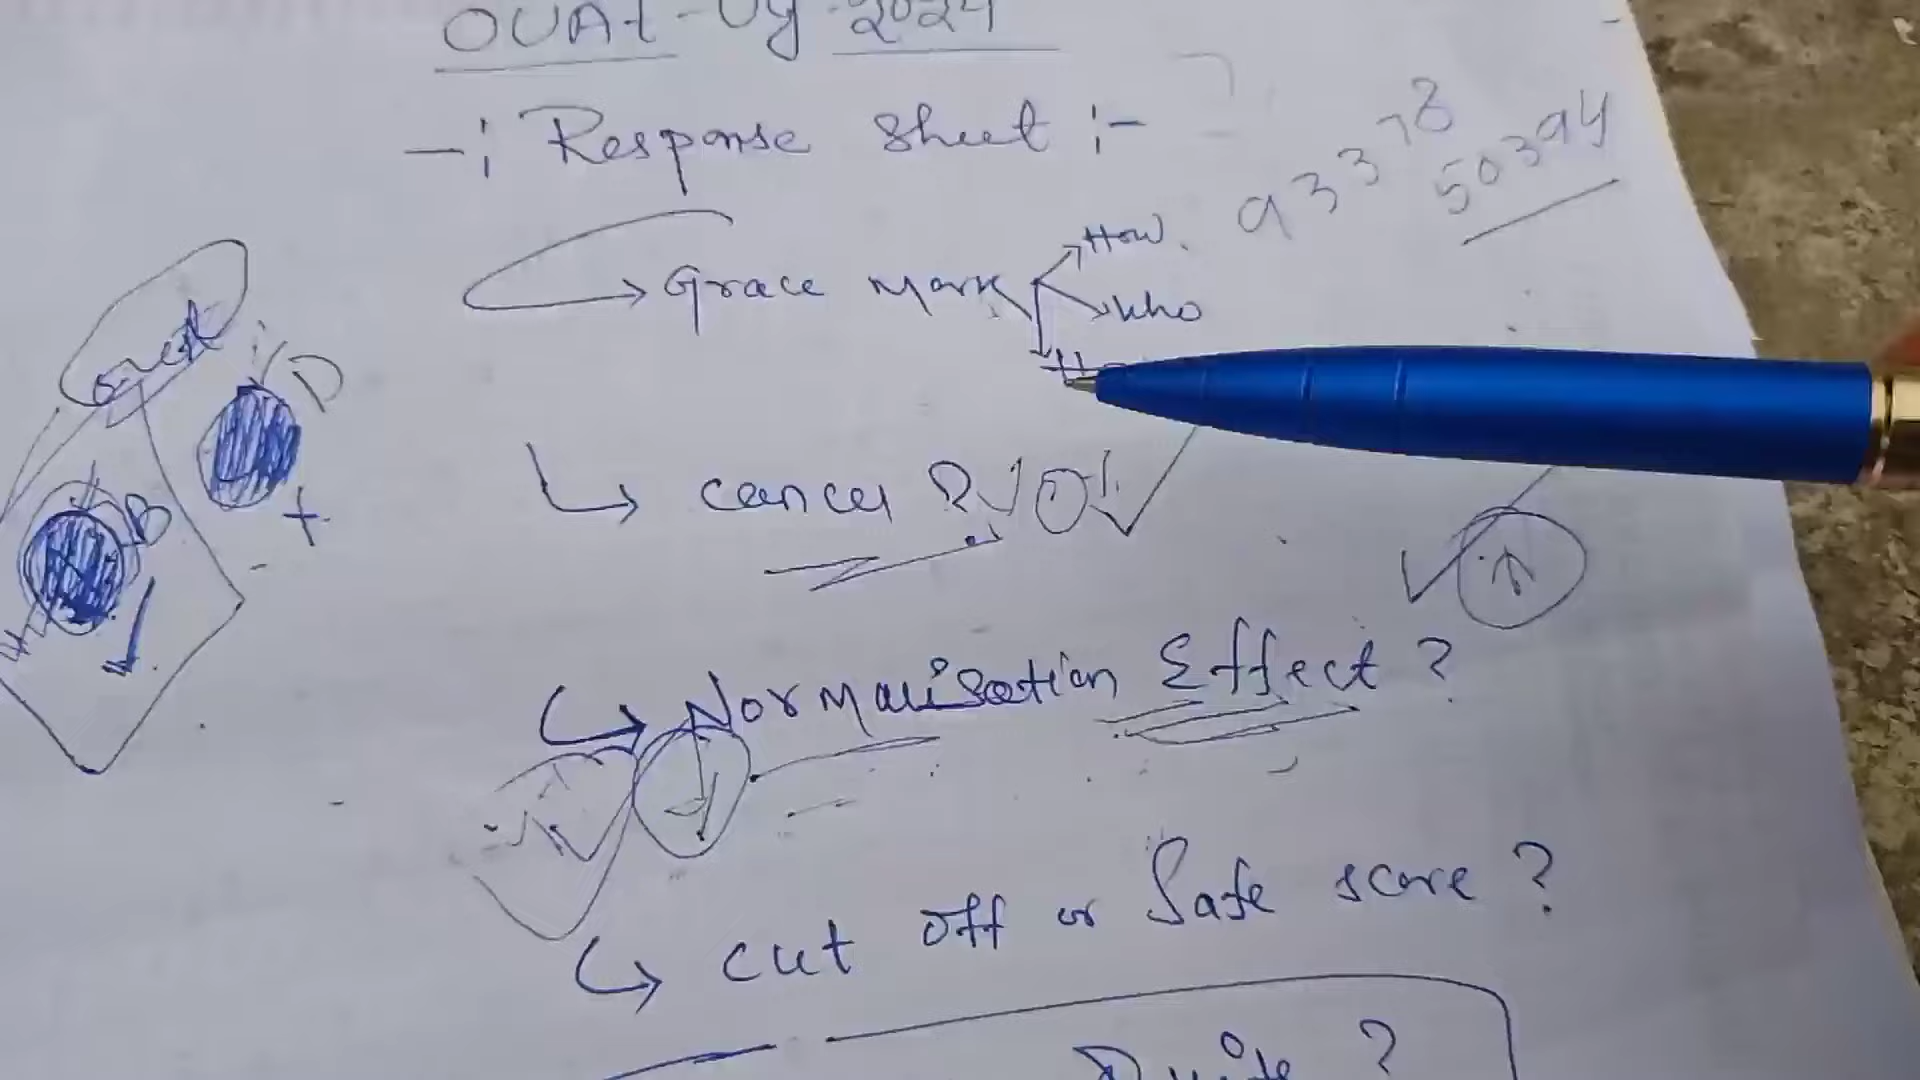 OUAT - Ug - 2024
-: Response Sheet :-
93378
50394
→ Grace Mark
How
Who
Correct
D
B
→ cancel Q
→ Normalisation Effect ?
→ cut off or Safe score ?
?